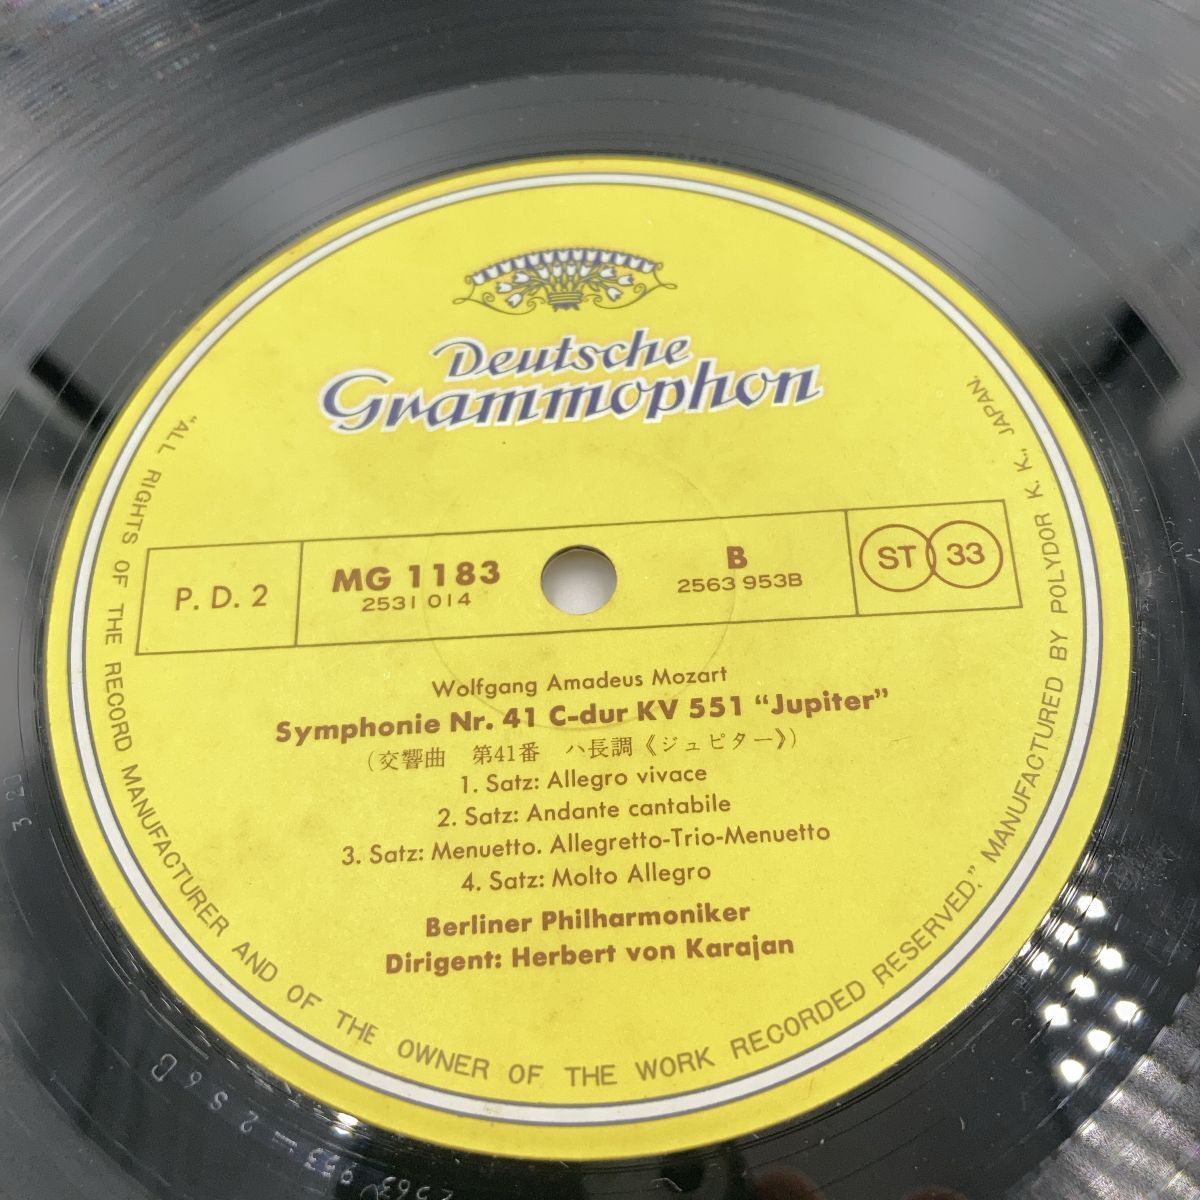 Deutsche
Grammophon
P. D. 2
MG 1183
2531 014
B
2563 953B
ST 33
Wolfgang Amadeus Mozart
Symphonie Nr. 41 C-dur KV 551 “Jupiter”
(交響曲 第41番 ハ長調《ジュピター》)
1. Satz: Allegro vivace
2. Satz: Andante cantabile
3. Satz: Menuetto. Allegretto-Trio-Menuetto
4. Satz: Molto Allegro
Berliner Philharmoniker
Dirigent: Herbert von Karajan
“ALL RIGHTS OF THE RECORD MANUFACTURER AND OF THE OWNER OF THE WORK RECORDED RESERVED.” MANUFACTURED BY POLYDOR K. K., JAPAN.